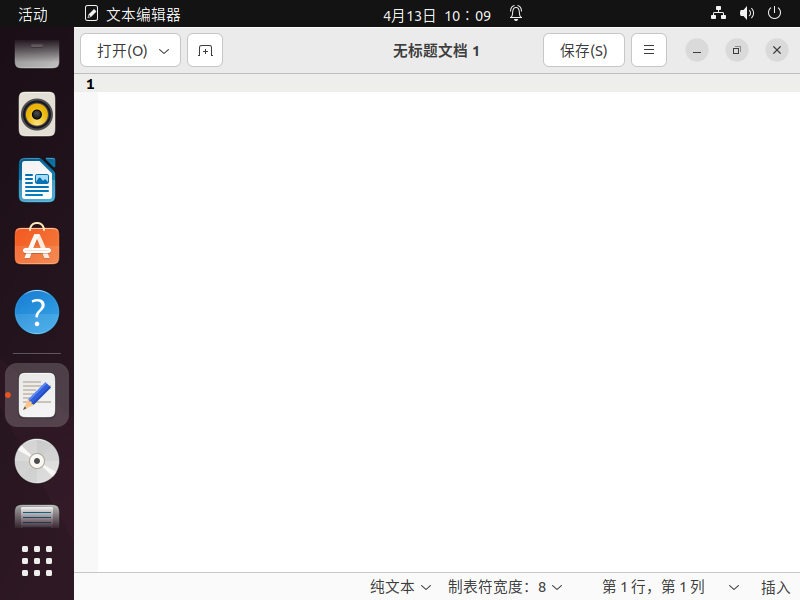 活动 文本编辑器 4月13日 10：09
打开(O) 无标题文档 1 保存(S)
1
纯文本 制表符宽度：8 第 1 行，第 1 列 插入